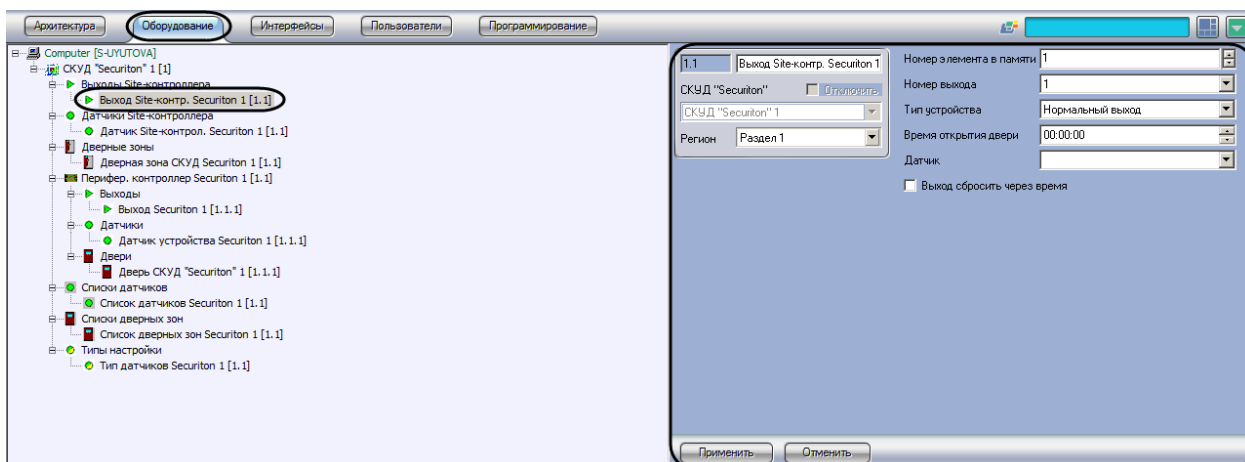 Архитектура Оборудование Интерфейсы Пользователи Программирование
Computer [S-UYUTOVA]
СКУД "Securiton" 1 [1]
Выходы Site-контроллера
Выход Site-контр. Securiton 1 [1.1]
Датчики Site-контроллера
Датчик Site-контрол. Securiton 1 [1.1]
Дверные зоны
Дверная зона СКУД Securiton 1 [1.1]
Перифер. контроллер Securiton 1 [1.1]
Выходы
Выход Securiton 1 [1.1.1]
Датчики
Датчик устройства Securiton 1 [1.1.1]
Двери
Дверь СКУД "Securiton" 1 [1.1.1]
Списки датчиков
Список датчиков Securiton 1 [1.1]
Списки дверных зон
Список дверных зон Securiton 1 [1.1]
Типы настройки
Тип датчиков Securiton 1 [1.1]
1.1 Выход Site-контр. Securiton 1
СКУД "Securiton" Отключить
СКУД "Securiton" 1
Регион Раздел 1
Номер элемента в памяти 1
Номер выхода 1
Тип устройства Нормальный выход
Время открытия двери 00:00:00
Датчик
Выход сбросить через время
Применить Отменить